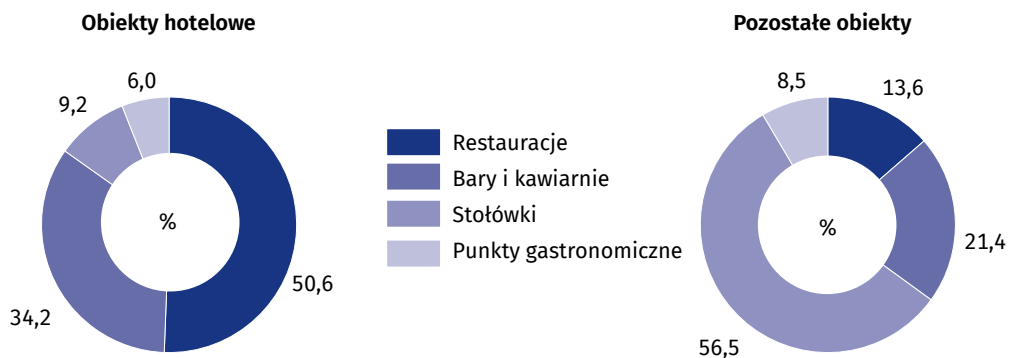 Obiekty hotelowe
6,0
9,2
%
50,6
34,2
Restauracje
Bary i kawiarnie
Stołówki
Punkty gastronomiczne
Pozostałe obiekty
8,5
13,6
%
21,4
56,5